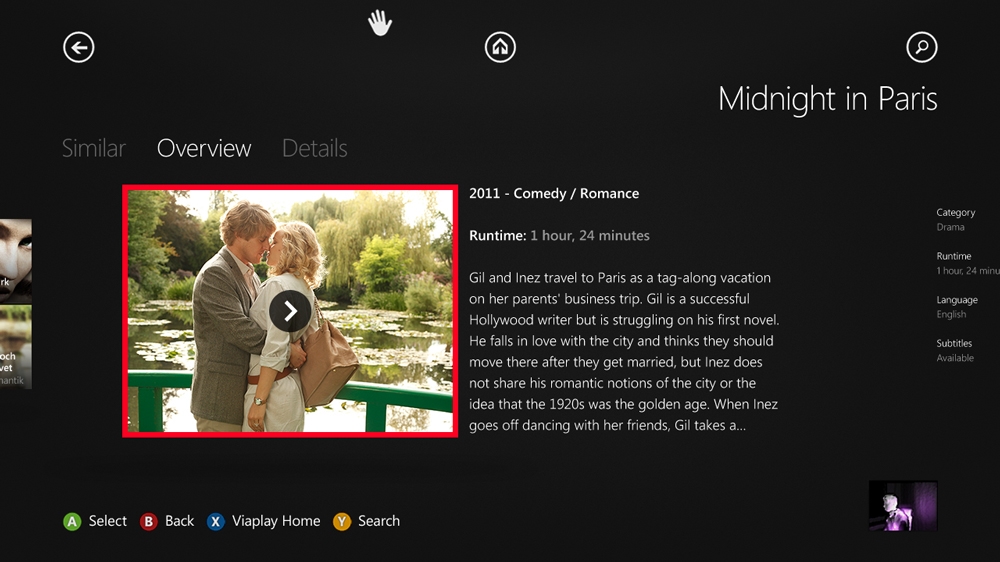 Midnight in Paris
Similar Overview Details
2011 - Comedy / Romance
Runtime: 1 hour, 24 minutes
Gil and Inez travel to Paris as a tag-along vacation
on her parents' business trip. Gil is a successful
Hollywood writer but is struggling on his first novel.
He falls in love with the city and thinks they should
move there after they get married, but Inez does
not share his romantic notions of the city or the
idea that the 1920s was the golden age. When Inez
goes off dancing with her friends, Gil takes a...
Category
Drama
Runtime
1 hour, 24 minu
Language
English
Subtitles
Available
rk
och
vet
nantik
A Select B Back X Viaplay Home Y Search